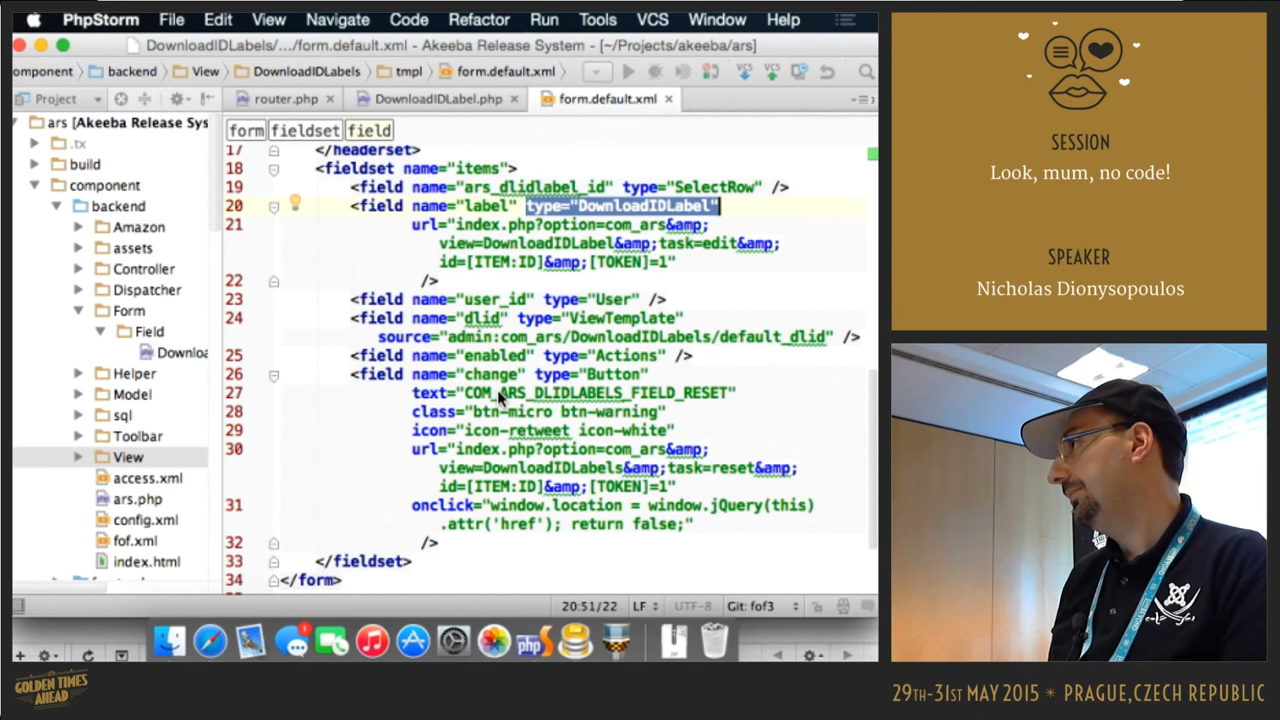 PhpStorm File Edit View Navigate Code Refactor Run Tools VCS Window Help
DownloadIDLabels/.../form.default.xml - Akeeba Release System - [~/Projects/akeeba/ars]
omponent backend View DownloadIDLabels tmpl form.default.xml
Project router.php DownloadIDLabel.php form.default.xml
ars [Akeeba Release Sys
.tx
build
component
backend
Amazon
assets
Controller
Dispatcher
Form
Field
Downloa
Helper
Model
sql
Toolbar
View
access.xml
ars.php
config.xml
fof.xml
index.html
form fieldset field
17 </headerset>
18 <fieldset name="items">
19 <field name="ars_dlidlabel_id" type="SelectRow" />
20 <field name="label" type="DownloadIDLabel"
21 url="index.php?option=com_ars&amp;
view=DownloadIDLabel&amp;task=edit&amp;
id=[ITEM:ID]&amp;[TOKEN]=1"
22 />
23 <field name="user_id" type="User" />
24 <field name="dlid" type="ViewTemplate"
source="admin:com_ars/DownloadIDLabels/default_dlid" />
25 <field name="enabled" type="Actions" />
26 <field name="change" type="Button"
27 text="COM_ARS_DLIDLABELS_FIELD_RESET"
28 class="btn-micro btn-warning"
29 icon="icon-retweet icon-white"
30 url="index.php?option=com_ars&amp;
view=DownloadIDLabels&amp;task=reset&amp;
id=[ITEM:ID]&amp;[TOKEN]=1"
31 onclick="window.location = window.jQuery(this)
.attr('href'); return false;"
32 />
33 </fieldset>
34 </form>
20:51/22 LF UTF-8 Git: fof3
php
SESSION
Look, mum, no code!
SPEAKER
Nicholas Dionysopoulos
GOLDEN TIMES
AHEAD
29TH-31ST MAY 2015 * PRAGUE,CZECH REPUBLIC